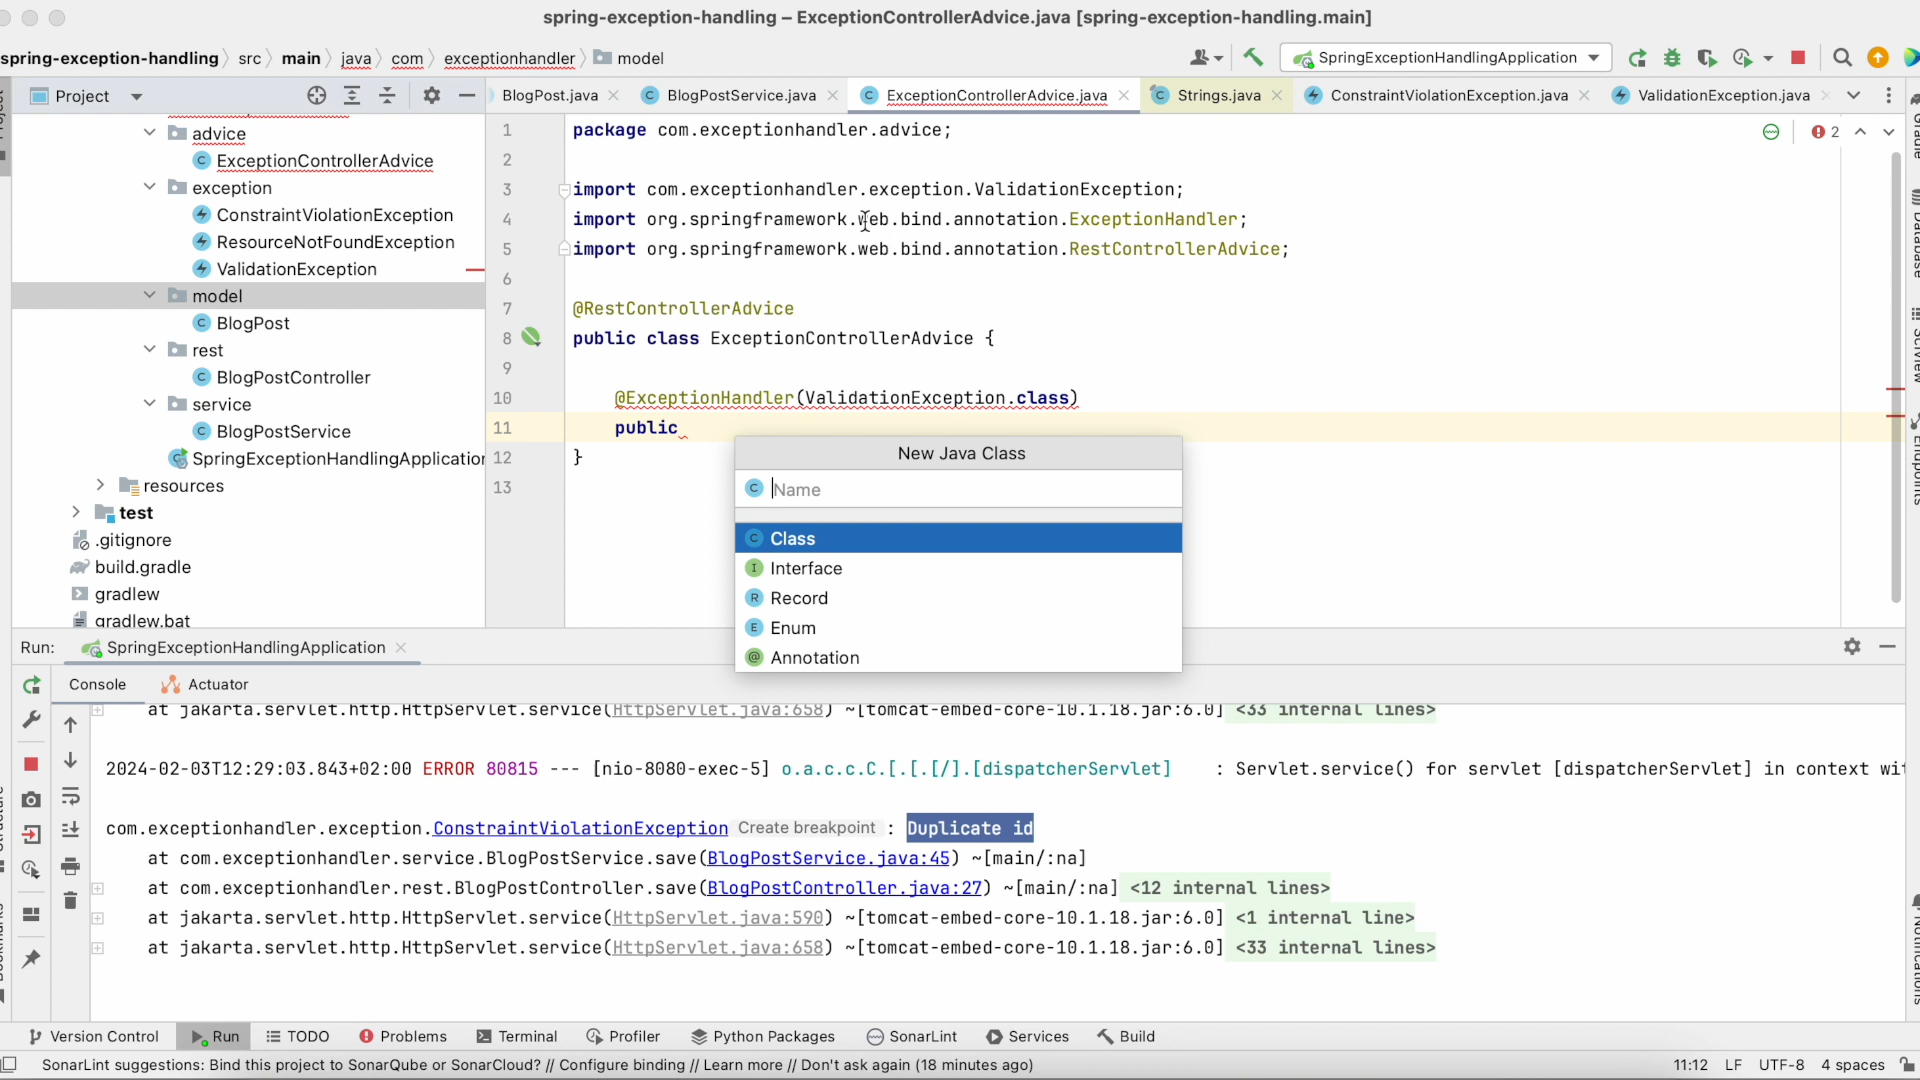 spring-exception-handling – ExceptionControllerAdvice.java [spring-exception-handling.main]
spring-exception-handling src main java com exceptionhandler model
SpringExceptionHandlingApplication
Project
BlogPost.java BlogPostService.java ExceptionControllerAdvice.java Strings.java ConstraintViolationException.java ValidationException.java
advice
ExceptionControllerAdvice
exception
ConstraintViolationException
ResourceNotFoundException
ValidationException
model
BlogPost
rest
BlogPostController
service
BlogPostService
SpringExceptionHandlingApplication
resources
test
.gitignore
build.gradle
gradlew
gradlew.bat
1 package com.exceptionhandler.advice;
2
3 import com.exceptionhandler.exception.ValidationException;
4 import org.springframework.web.bind.annotation.ExceptionHandler;
5 import org.springframework.web.bind.annotation.RestControllerAdvice;
6
7 @RestControllerAdvice
8 public class ExceptionControllerAdvice {
9
10 @ExceptionHandler(ValidationException.class)
11 public
12 }
13
2
New Java Class
Name
Class
Interface
Record
Enum
Annotation
Gradle
Database
Endpoints
Notifications
Run: SpringExceptionHandlingApplication
Console Actuator
at jakarta.servlet.http.HttpServlet.service(HttpServlet.java:658) ~[tomcat-embed-core-10.1.18.jar:6.0] <33 internal lines>
2024-02-03T12:29:03.843+02:00 ERROR 80815 --- [nio-8080-exec-5] o.a.c.c.C.[.[.[/].[dispatcherServlet] : Servlet.service() for servlet [dispatcherServlet] in context wit
com.exceptionhandler.exception.ConstraintViolationException Create breakpoint : Duplicate id
at com.exceptionhandler.service.BlogPostService.save(BlogPostService.java:45) ~[main/:na]
at com.exceptionhandler.rest.BlogPostController.save(BlogPostController.java:27) ~[main/:na] <12 internal lines>
at jakarta.servlet.http.HttpServlet.service(HttpServlet.java:590) ~[tomcat-embed-core-10.1.18.jar:6.0] <1 internal line>
at jakarta.servlet.http.HttpServlet.service(HttpServlet.java:658) ~[tomcat-embed-core-10.1.18.jar:6.0] <33 internal lines>
Version Control Run TODO Problems Terminal Profiler Python Packages SonarLint Services Build
SonarLint suggestions: Bind this project to SonarQube or SonarCloud? // Configure binding // Learn more // Don't ask again (18 minutes ago)
11:12 LF UTF-8 4 spaces